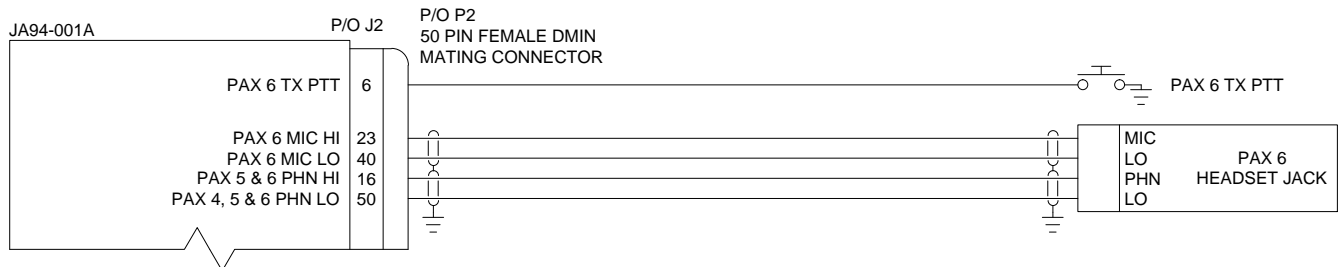 JA94-001A
P/O J2
P/O P2
50 PIN FEMALE DMIN
MATING CONNECTOR
PAX 6 TX PTT 6
PAX 6 TX PTT
PAX 6 MIC HI 23
PAX 6 MIC LO 40
PAX 5 & 6 PHN HI 16
PAX 4, 5 & 6 PHN LO 50
MIC
LO
PHN
LO
PAX 6
HEADSET JACK